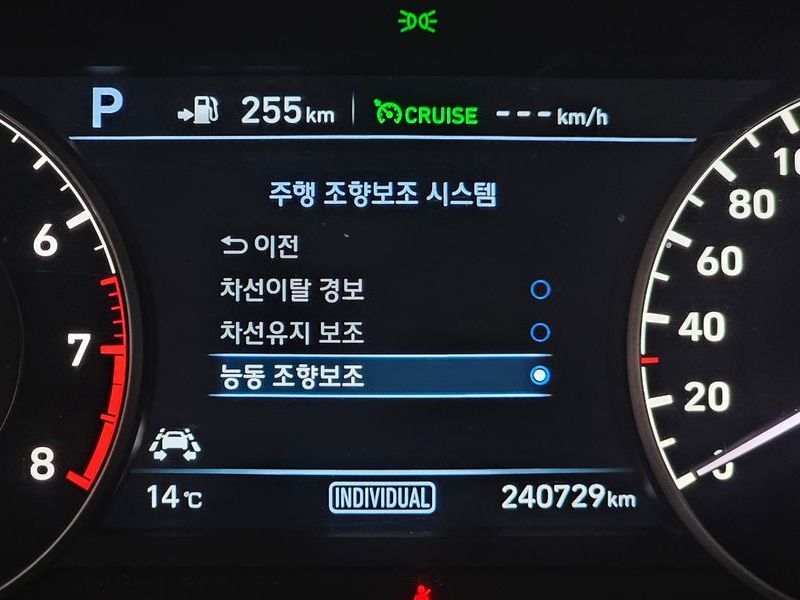 P 255km CRUISE ---km/h
주행 조향보조 시스템
이전
차선이탈 경보
차선유지 보조
능동 조향보조
14℃ INDIVIDUAL 240729km
6
7
8
10
80
60
40
20
0